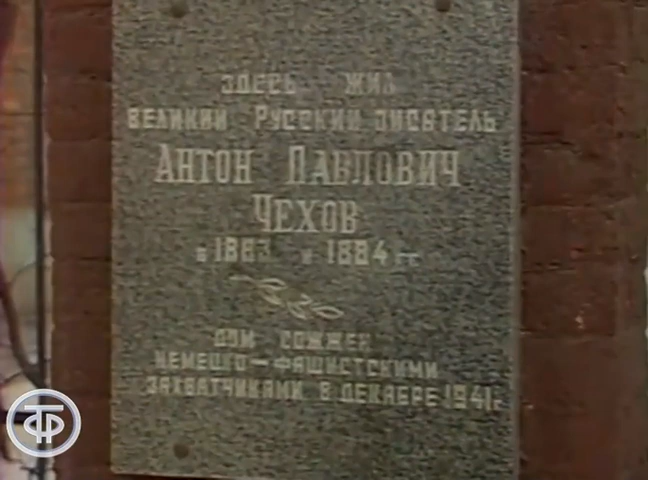 ЗДЕСЬ ЖИЛ
ВЕЛИКИЙ РУССКИЙ ПИСАТЕЛЬ
АНТОН ПАВЛОВИЧ
ЧЕХОВ
В 1883 И 1884 ГГ.
ДОМ СОЖЖЕН
НЕМЕЦКО-ФАШИСТСКИМИ
ЗАХВАТЧИКАМИ В ДЕКАБРЕ 1941 Г.